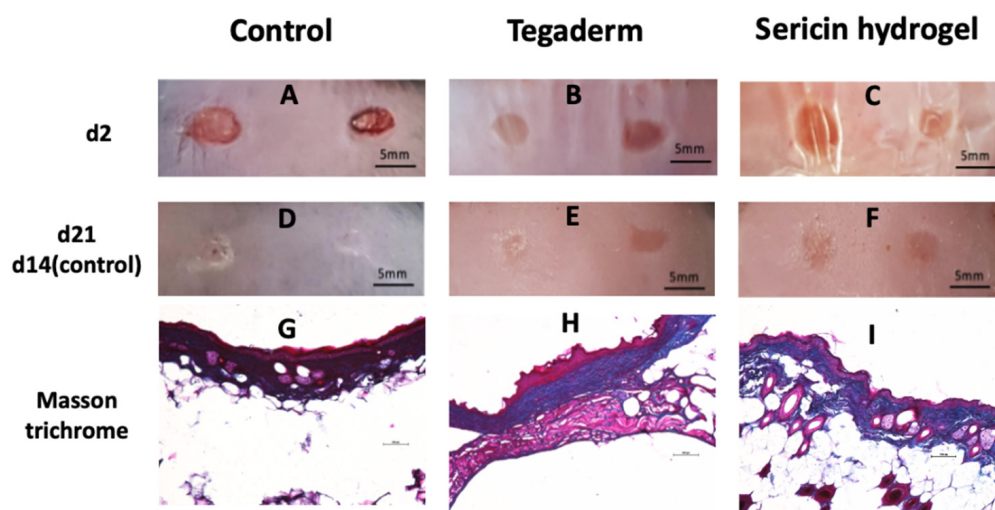 Control Tegaderm Sericin hydrogel
d2
A B C
5mm 5mm 5mm
d21
d14(control)
D E F
5mm 5mm 5mm
G H I
Masson
trichrome